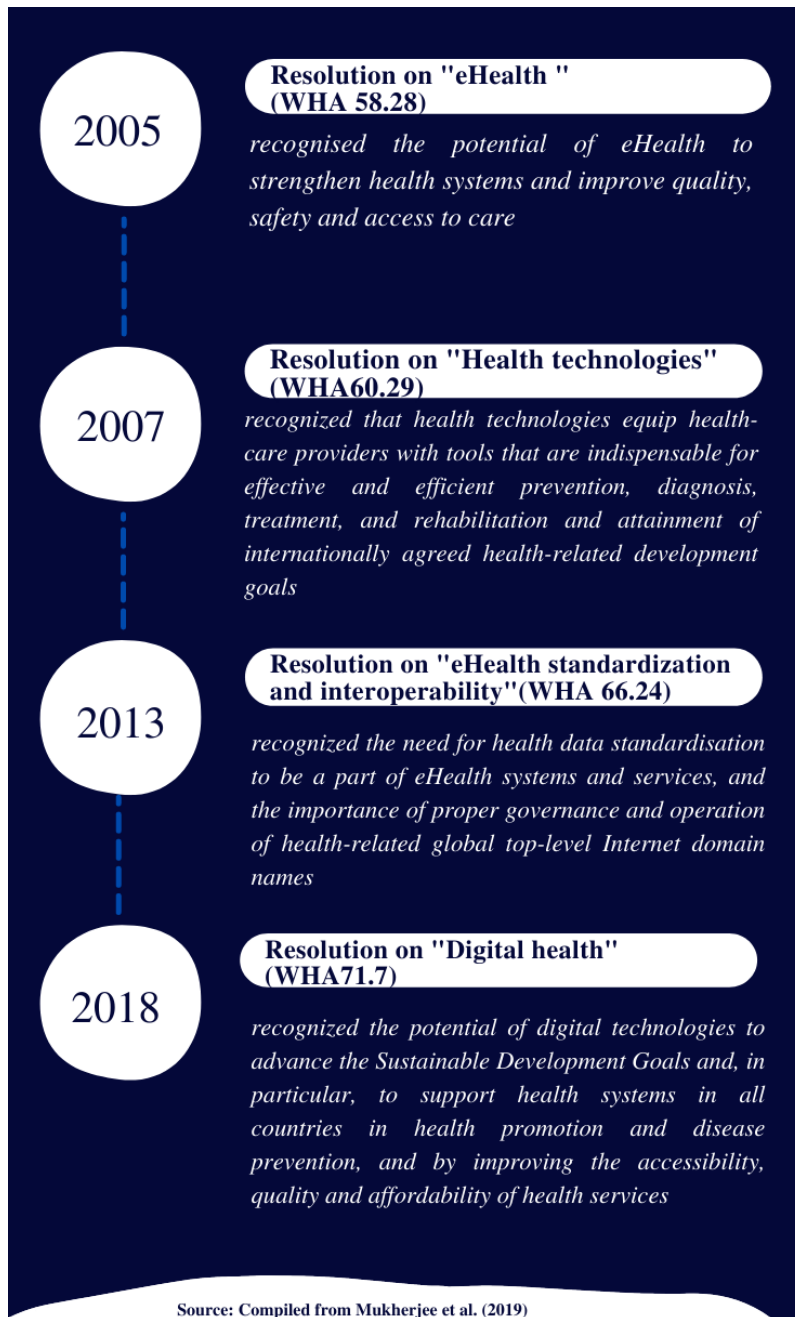 2005
Resolution on "eHealth "
(WHA 58.28)
recognised the potential of eHealth to
strengthen health systems and improve quality,
safety and access to care
2007
Resolution on "Health technologies"
(WHA60.29)
recognized that health technologies equip health-
care providers with tools that are indispensable for
effective and efficient prevention, diagnosis,
treatment, and rehabilitation and attainment of
internationally agreed health-related development
goals
2013
Resolution on "eHealth standardization
and interoperability"(WHA 66.24)
recognized the need for health data standardisation
to be a part of eHealth systems and services, and
the importance of proper governance and operation
of health-related global top-level Internet domain
names
2018
Resolution on "Digital health"
(WHA71.7)
recognized the potential of digital technologies to
advance the Sustainable Development Goals and, in
particular, to support health systems in all
countries in health promotion and disease
prevention, and by improving the accessibility,
quality and affordability of health services
Source: Compiled from Mukherjee et al. (2019)